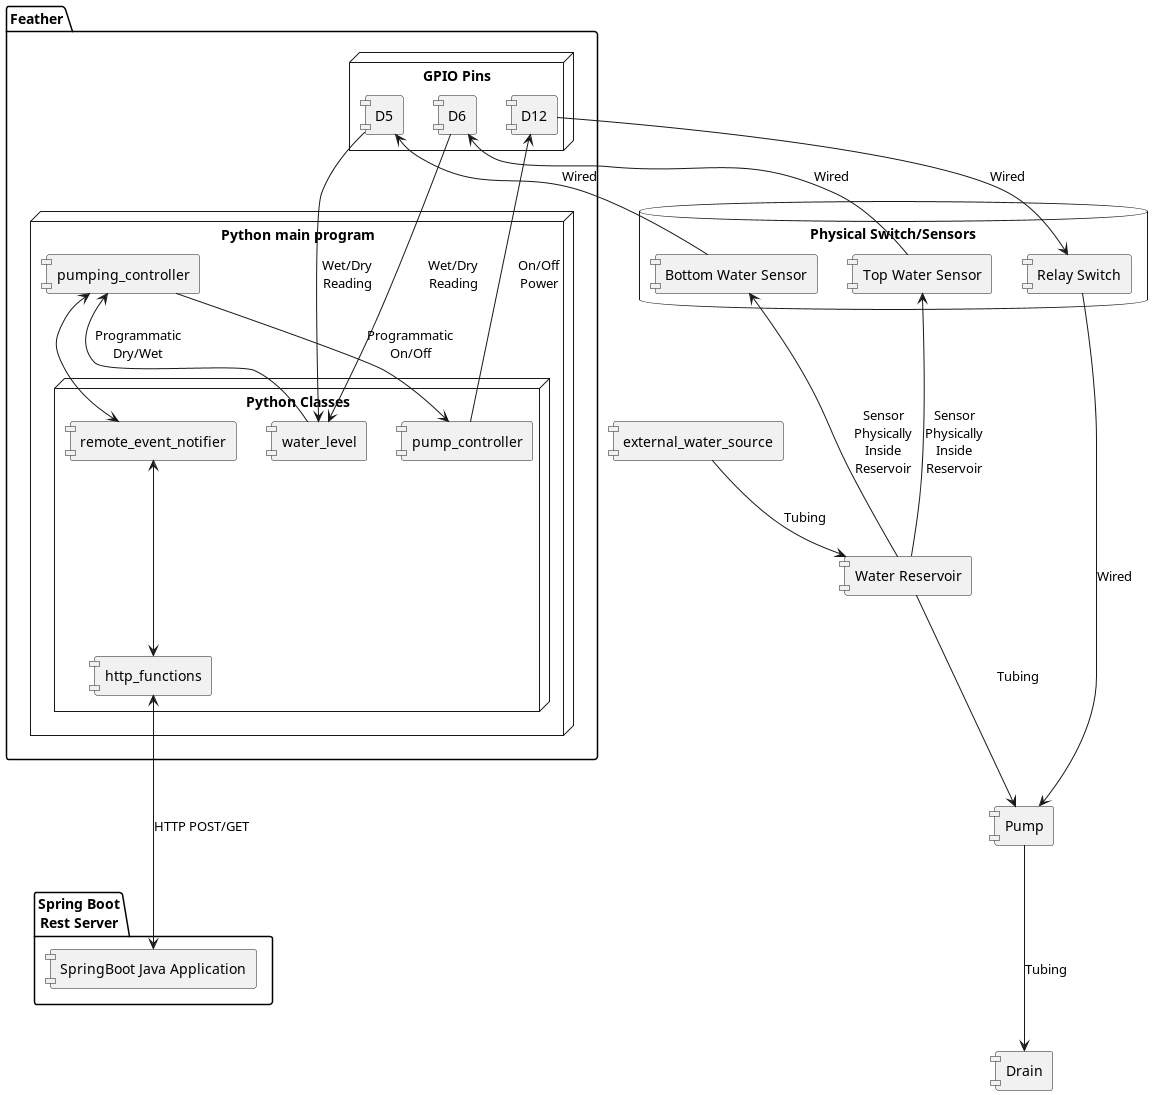 Feather
GPIO Pins
D5
D6
D12
Wired
Wired
Wired
Python main program
Physical Switch/Sensors
pumping_controller
Wet/Dry
Reading
Wet/Dry
Reading
On/Off
Power
Bottom Water Sensor
Top Water Sensor
Relay Switch
Programmatic
Dry/Wet
Programmatic
On/Off
Python Classes
remote_event_notifier
water_level
pump_controller
external_water_source
Sensor
Physically
Inside
Reservoir
Sensor
Physically
Inside
Reservoir
Tubing
Water Reservoir
Wired
http_functions
Tubing
HTTP POST/GET
Pump
Spring Boot
Rest Server
SpringBoot Java Application
Tubing
Drain